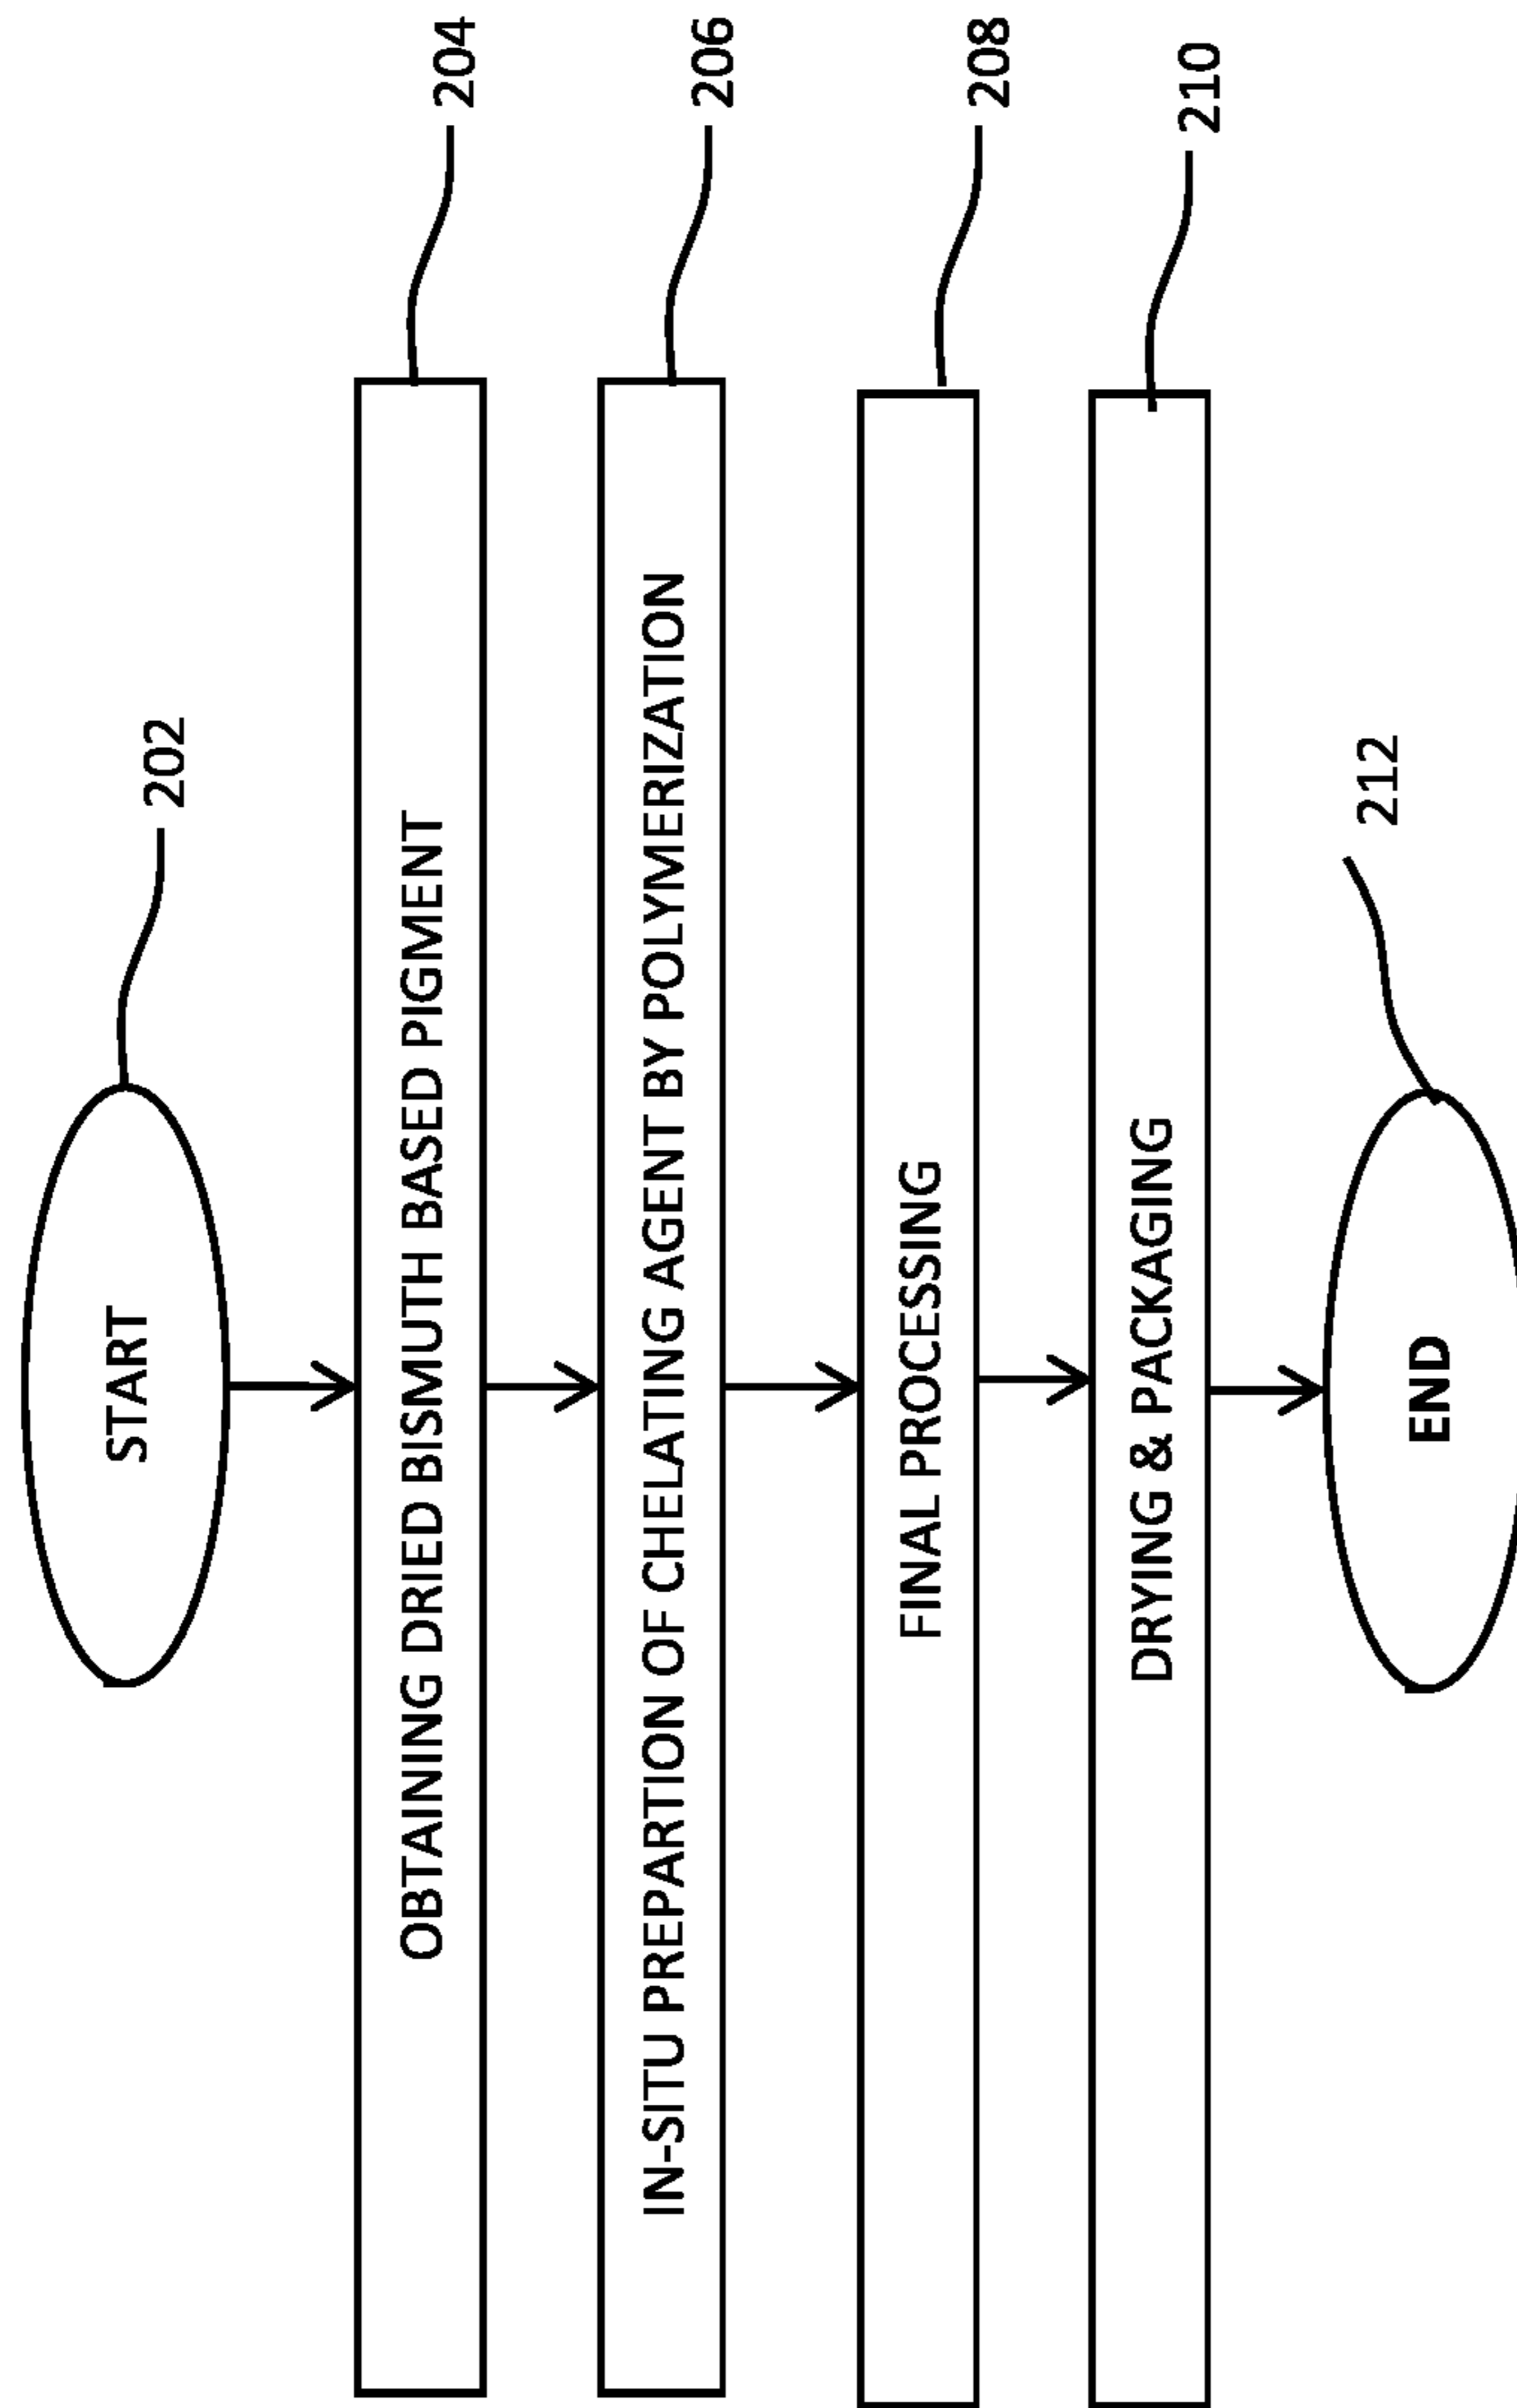 START
202
OBTAINING DRIED BISMUTH BASED PIGMENT
204
IN-SITU PREPARTION OF CHELATING AGENT BY POLYMERIZATION
206
FINAL PROCESSING
208
DRYING & PACKAGING
210
END
212